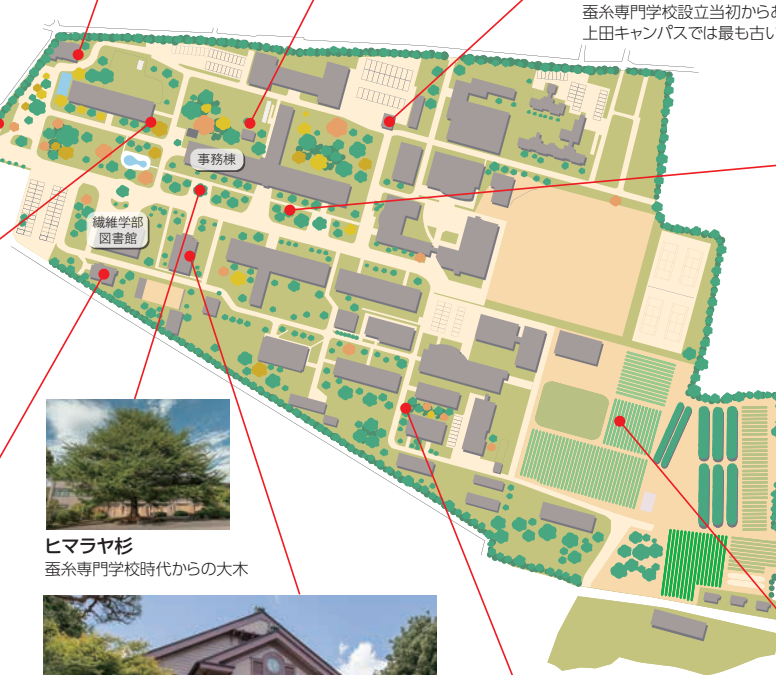 蚕糸専門学校設立当初から
上田キャンパスでは最も古い
事務棟
繊維学部
図書館
ヒマラヤ杉
蚕糸専門学校時代からの大木